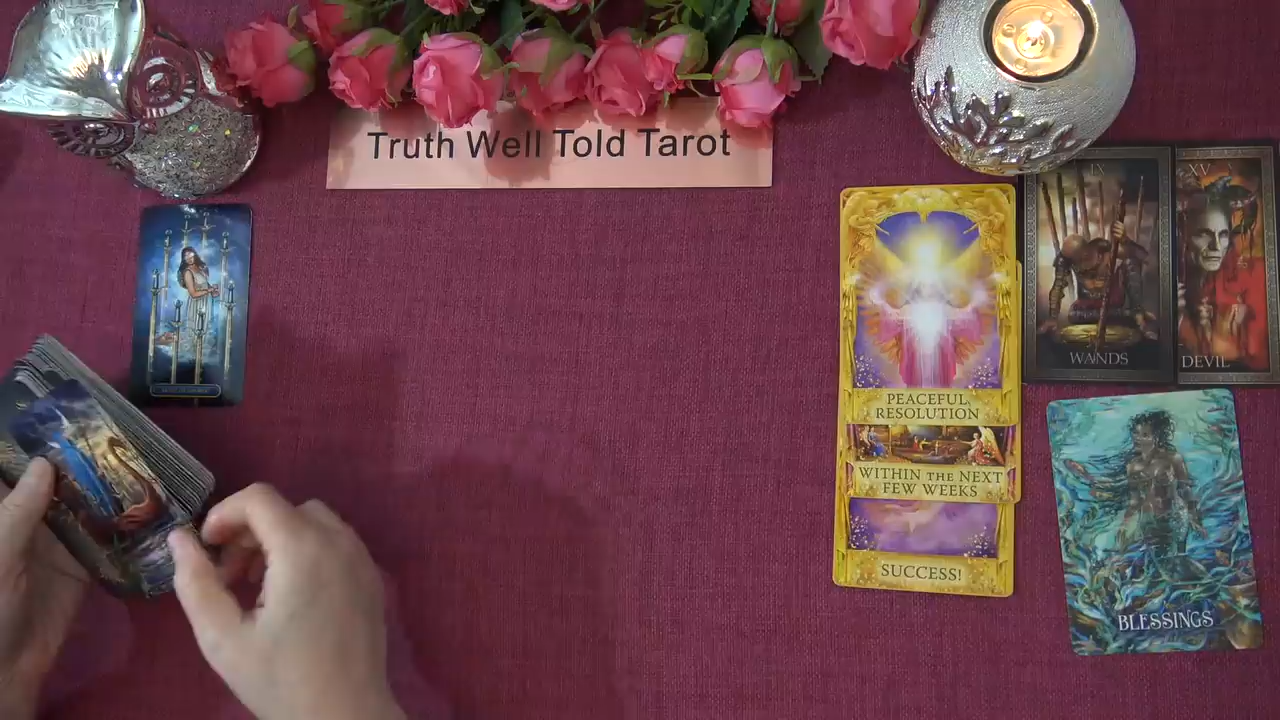 Truth Well Told Tarot
IX
XV
WANDS
DEVIL
PEACEFUL
RESOLUTION
WITHIN THE NEXT
FEW WEEKS
SUCCESS!
BLESSINGS